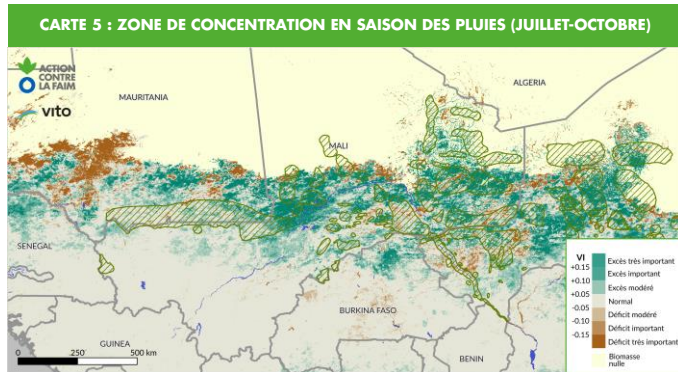 CARTE 5 : ZONE DE CONCENTRATION EN SAISON DES PLUIES (JUILLET-OCTOBRE)
ACTION
CONTRE
LA FAIM
vito
MAURITANIA
ALGERIA
MALI
SENEGAL
BURKINA FASO
GUINEA
BENIN
0 250 500 km
VI
+0.15
+0.10
+0.05
-0.05
-0.10
-0.15
Excès très important
Excès important
Excès modéré
Normal
Déficit modéré
Déficit important
Déficit très important
Biomasse
nulle